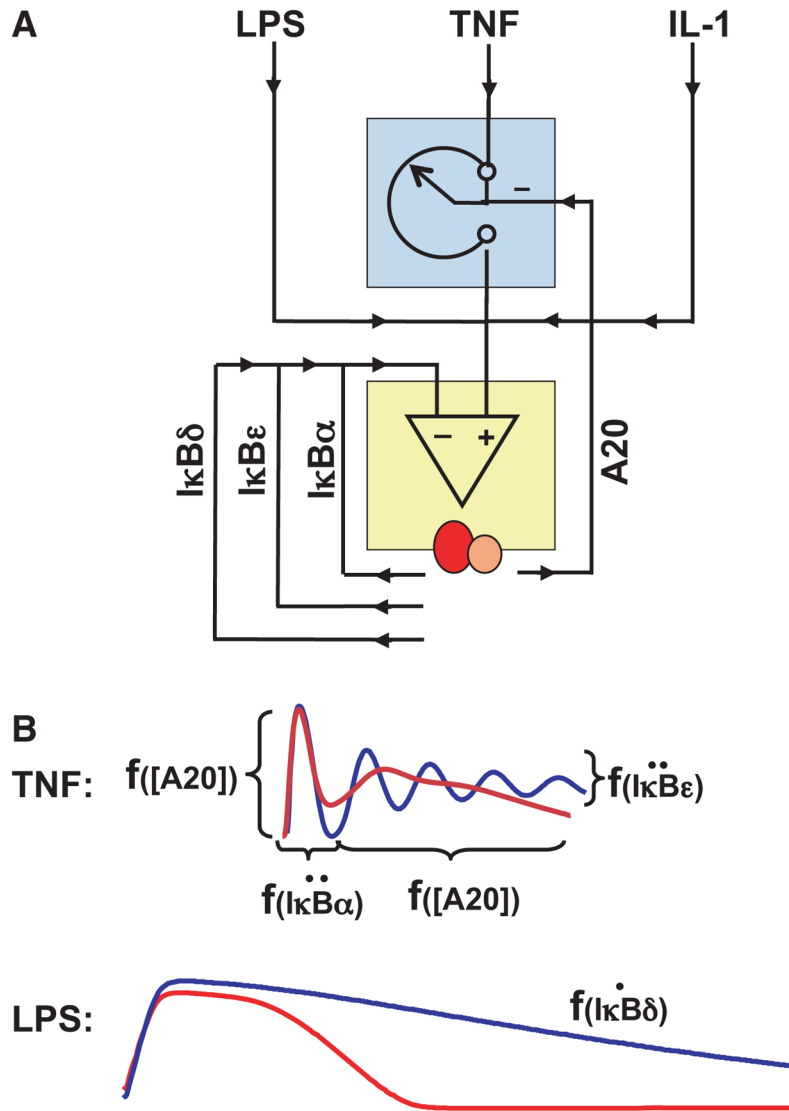 A
LPS TNF IL-1
−
IκBδ IκBε IκBα
− +
A20
B
TNF:
f([A20])
f(IκB̈ε)
f(IκB̈α)
f([A20])
LPS:
f(IκḂδ)